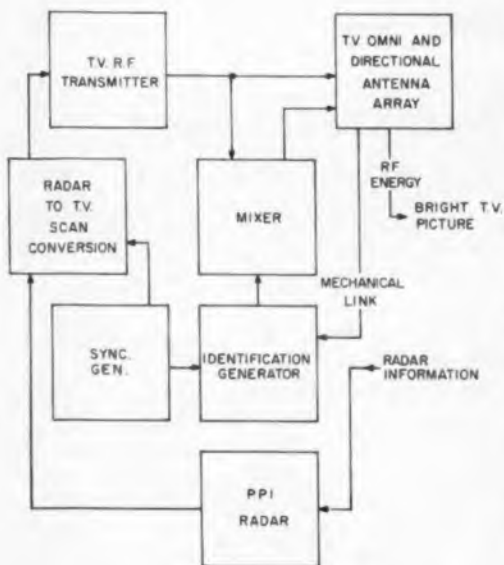 T.V. R.F.
TRANSMITTER
T.V. OMNI AND
DIRECTIONAL
ANTENNA
ARRAY
RADAR
TO T.V.
SCAN
CONVERSION
MIXER
RF
ENERGY
BRIGHT T.V.
PICTURE
MECHANICAL
LINK
SYNC.
GEN.
IDENTIFICATION
GENERATOR
RADAR
INFORMATION
PPI
RADAR